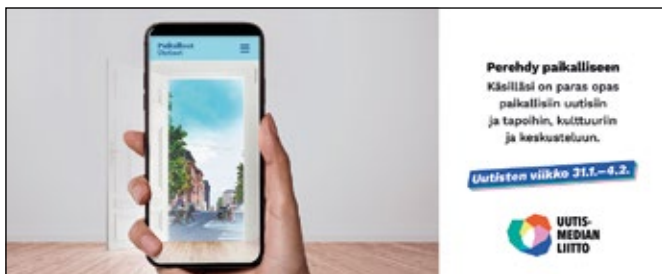 Paikalliset
Uutiset
Perehdy paikalliseen
Käsilläsi on paras opas
paikallisiin uutisiin
ja tapoihin, kulttuuriin
ja keskusteluun.
Uutisten viikko 31.1.–4.2.
UUTIS-
MEDIAN
LIITTO